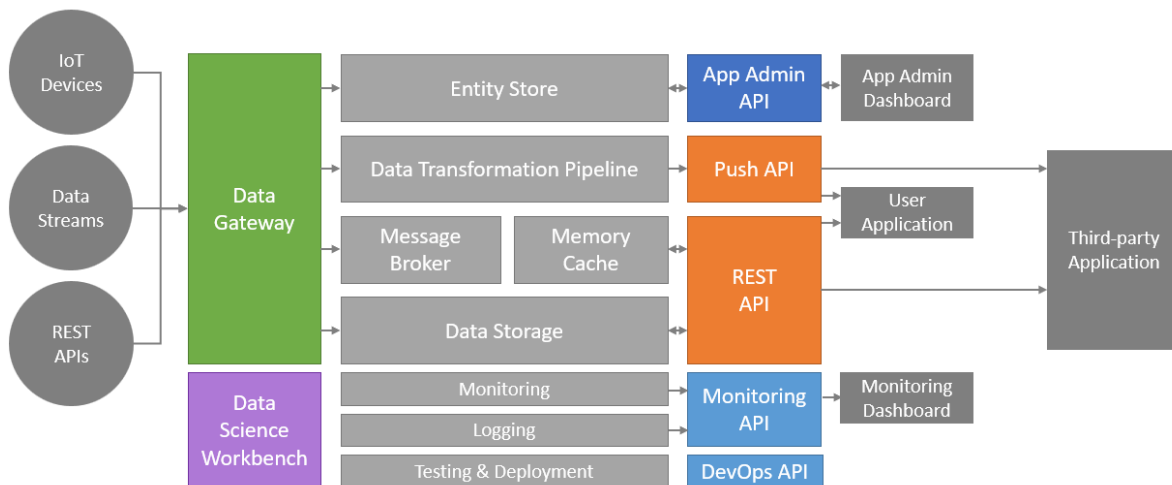 IoT
Devices
Data
Streams
REST
APIs
Data
Gateway
Data
Science
Workbench
Entity Store
Data Transformation Pipeline
Message
Broker
Memory
Cache
Data Storage
Monitoring
Logging
Testing & Deployment
App Admin
API
Push API
REST
API
Monitoring
API
DevOps API
App Admin
Dashboard
User
Application
Monitoring
Dashboard
Third-party
Application